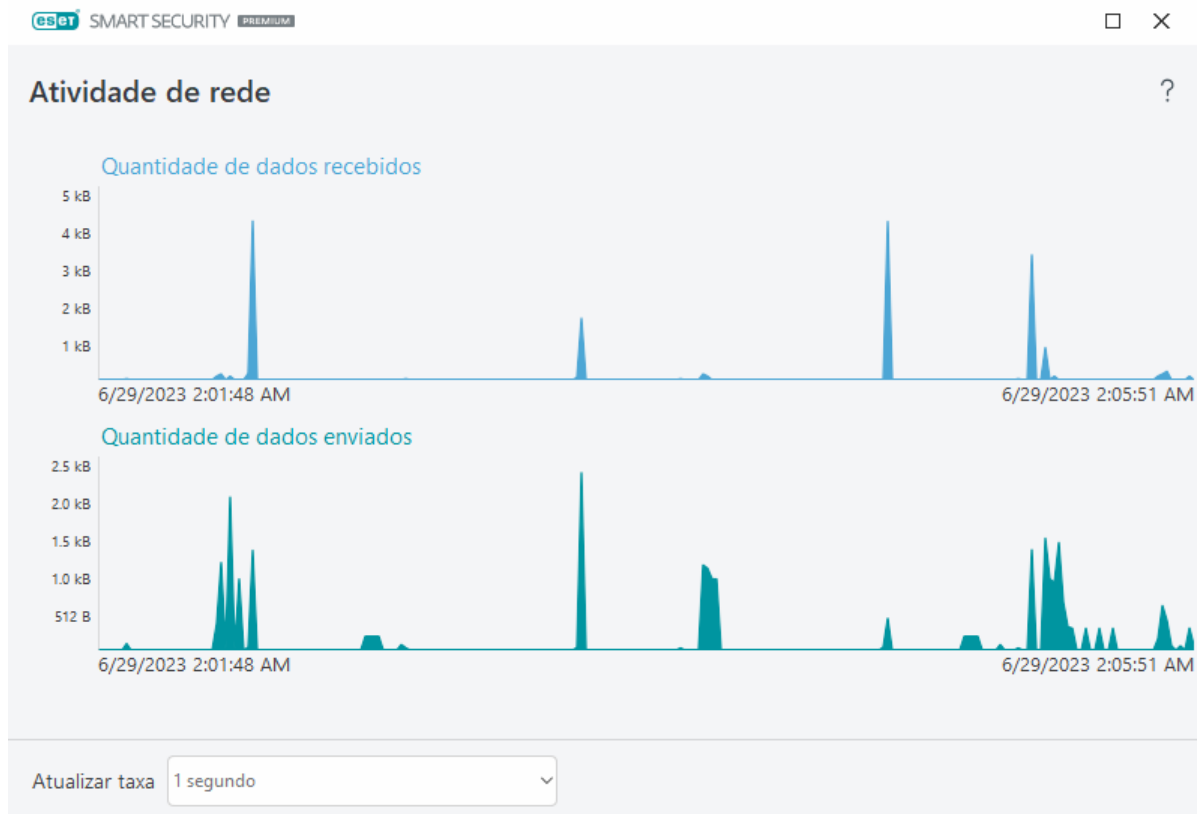 eset SMART SECURITY PREMIUM
Atividade de rede
?
Quantidade de dados recebidos
5 kB
4 kB
3 kB
2 kB
1 kB
6/29/2023 2:01:48 AM 6/29/2023 2:05:51 AM
Quantidade de dados enviados
2.5 kB
2.0 kB
1.5 kB
1.0 kB
512 B
6/29/2023 2:01:48 AM 6/29/2023 2:05:51 AM
Atualizar taxa 1 segundo